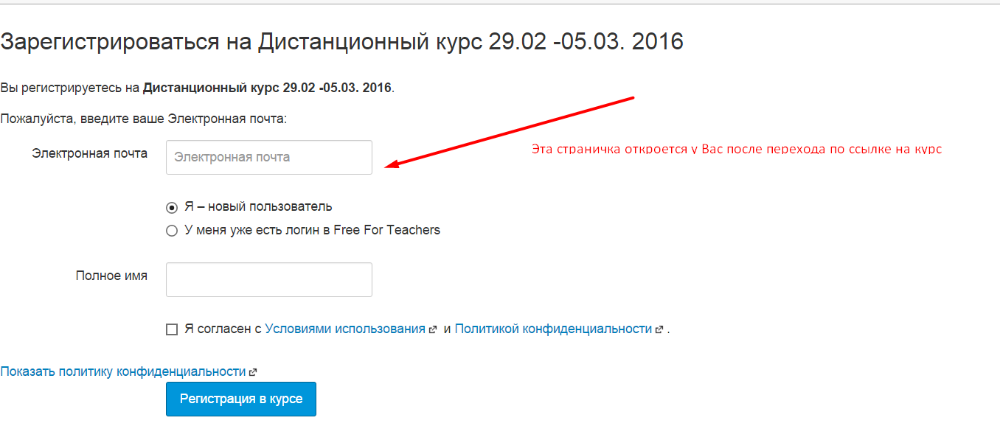 Зарегистрироваться на Дистанционный курс 29.02 -05.03. 2016
Вы регистрируетесь на Дистанционный курс 29.02 -05.03. 2016.
Пожалуйста, введите ваше Электронная почта:
Электронная почта
Электронная почта
Эта страничка откроется у Вас после перехода по ссылке на курс
Я – новый пользователь
У меня уже есть логин в Free For Teachers
Полное имя
Я согласен с Условиями использования и Политикой конфиденциальности .
Показать политику конфиденциальности
Регистрация в курсе